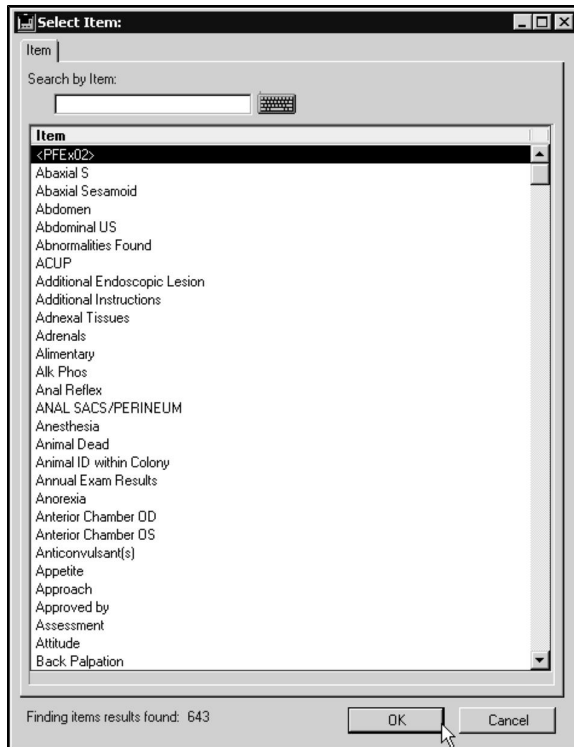 Select Item:
Item
Search by Item:
Item
<PFEx02>
Abaxial S
Abaxial Sesamoid
Abdomen
Abdominal US
Abnormalities Found
ACUP
Additional Endoscopic Lesion
Additional Instructions
Adnexal Tissues
Adrenals
Alimentary
Alk Phos
Anal Reflex
ANAL SACS/PERINEUM
Anesthesia
Animal Dead
Animal ID within Colony
Annual Exam Results
Anorexia
Anterior Chamber OD
Anterior Chamber OS
Anticonvulsant(s)
Appetite
Approach
Approved by
Assessment
Attitude
Back Palpation
Finding items results found: 643
OK
Cancel